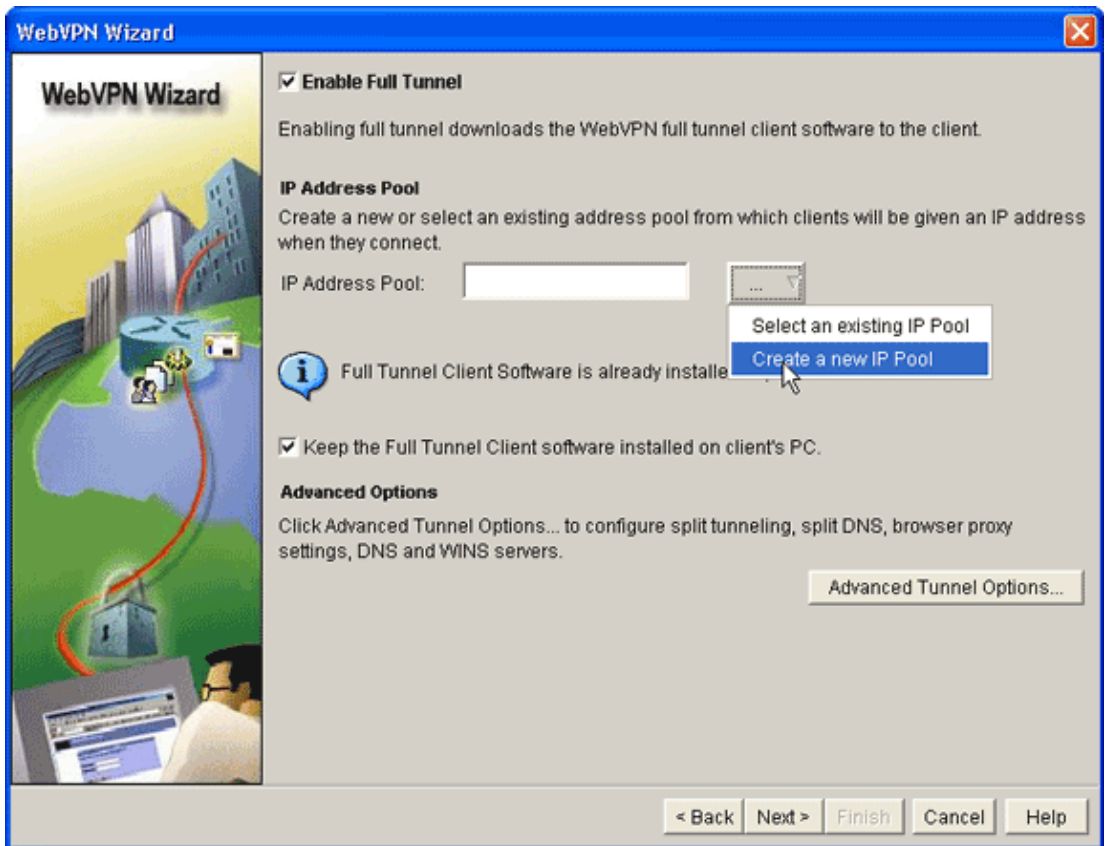 WebVPN Wizard
WebVPN Wizard
Enable Full Tunnel
Enabling full tunnel downloads the WebVPN full tunnel client software to the client.
IP Address Pool
Create a new or select an existing address pool from which clients will be given an IP address
when they connect.
IP Address Pool:
...
Select an existing IP Pool
Create a new IP Pool
Full Tunnel Client Software is already installe
Keep the Full Tunnel Client software installed on client's PC.
Advanced Options
Click Advanced Tunnel Options... to configure split tunneling, split DNS, browser proxy
settings, DNS and WINS servers.
Advanced Tunnel Options...
< Back
Next >
Finish
Cancel
Help